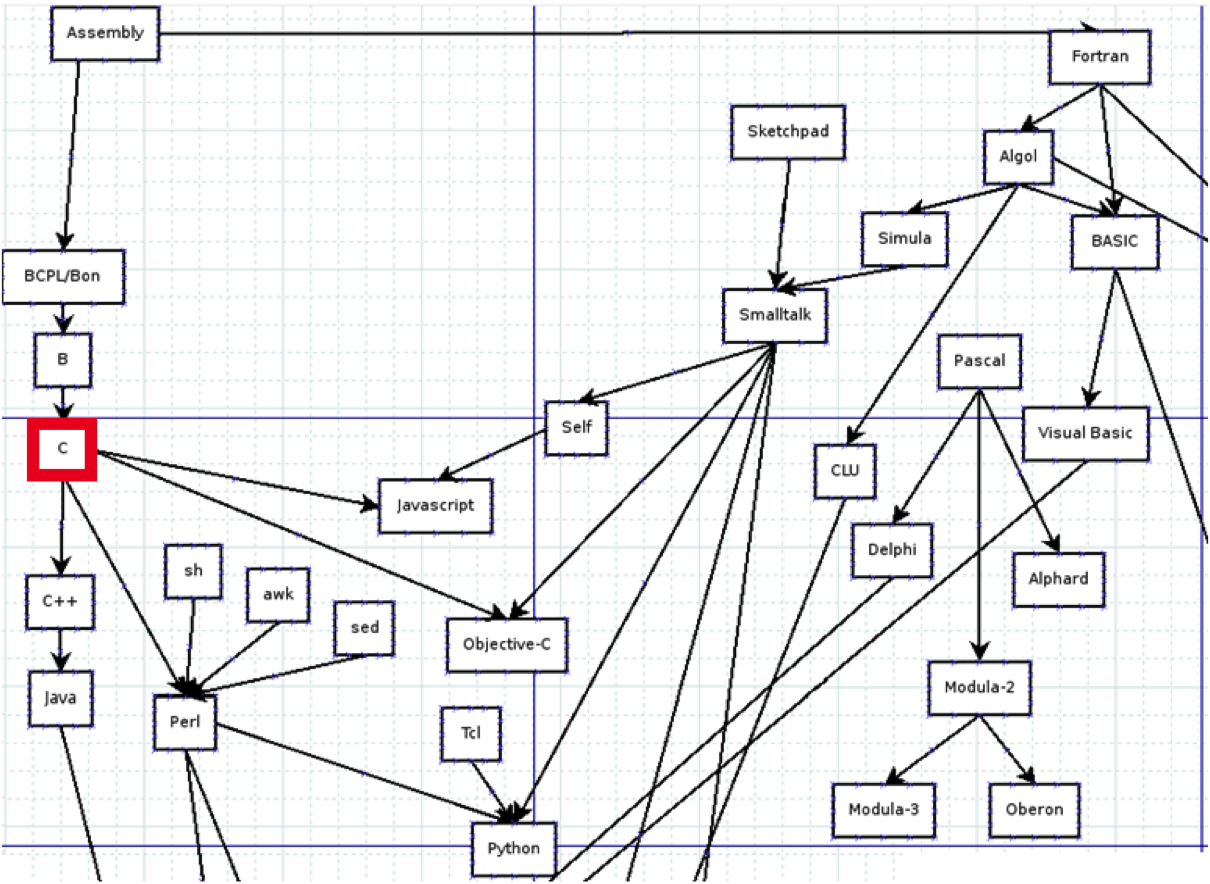 Assembly
Fortran
Sketchpad
Algol
Simula
BASIC
BCPL/Bon
Smalltalk
B
Pascal
C
Self
Visual Basic
CLU
Javascript
Delphi
sh
awk
Alphard
C++
sed
Objective-C
Modula-2
Java
Perl
Tcl
Modula-3
Oberon
Python